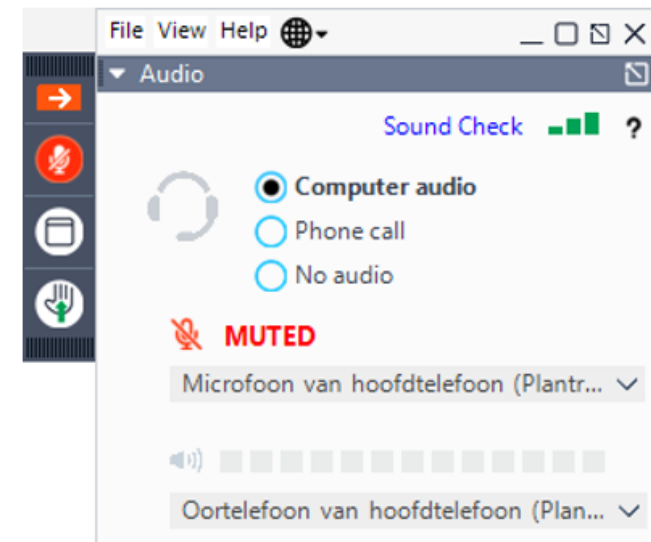 File View Help
Audio
Sound Check ?
Computer audio
Phone call
No audio
MUTED
Microfoon van hoofdtelefoon (Plantr...
Oortelefoon van hoofdtelefoon (Plan...